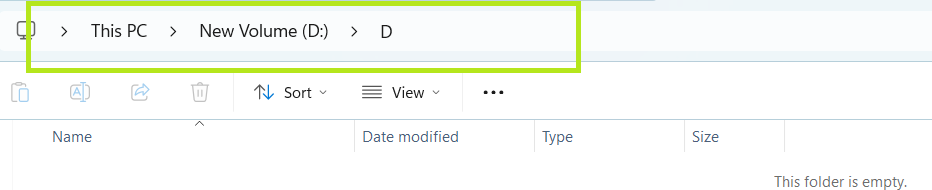 This PC > New Volume (D:) > D
Sort View
Name Date modified Type Size
This folder is empty.